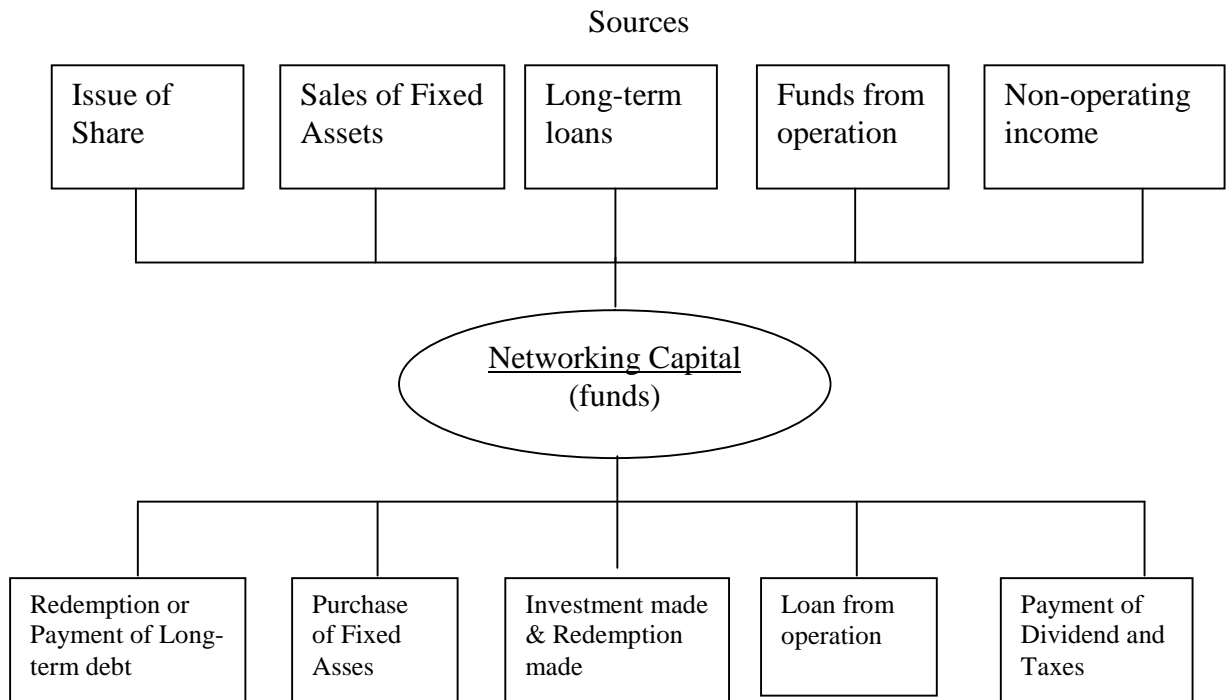 Sources
Issue of
Share
Sales of Fixed
Assets
Long-term
loans
Funds from
operation
Non-operating
income
Networking Capital
(funds)
Redemption or
Payment of Long-
term debt
Purchase
of Fixed
Asses
Investment made
& Redemption
made
Loan from
operation
Payment of
Dividend and
Taxes